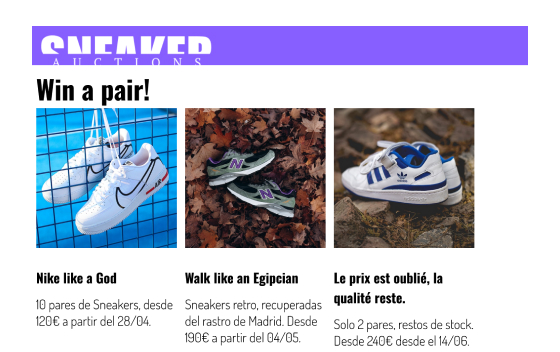 SNEAKER
AUCTIONS
Win a pair!
AIR
N
N
adidas
Nike like a God
Walk like an Egipcian
Le prix est oublié, la
qualité reste.
10 pares de Sneakers, desde
120€ a partir del 28/04.
Sneakers retro, recuperadas
del rastro de Madrid. Desde
190€ a partir del 04/05.
Solo 2 pares, restos de stock.
Desde 240€ desde el 14/06.